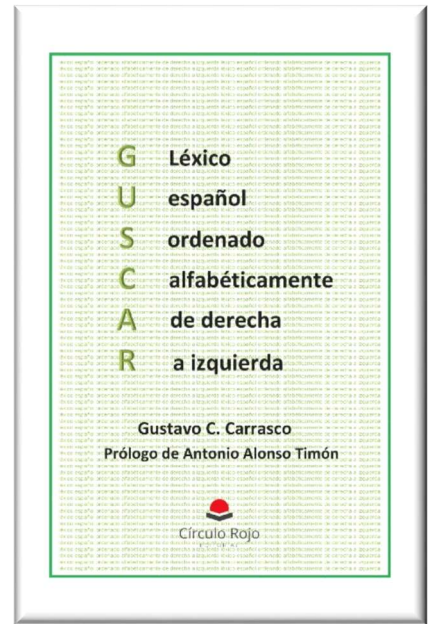 G Léxico
U español
S ordenado
C alfabéticamente
A de derecha
R a izquierda
Gustavo C. Carrasco
Prólogo de Antonio Alonso Timón
Círculo Rojo